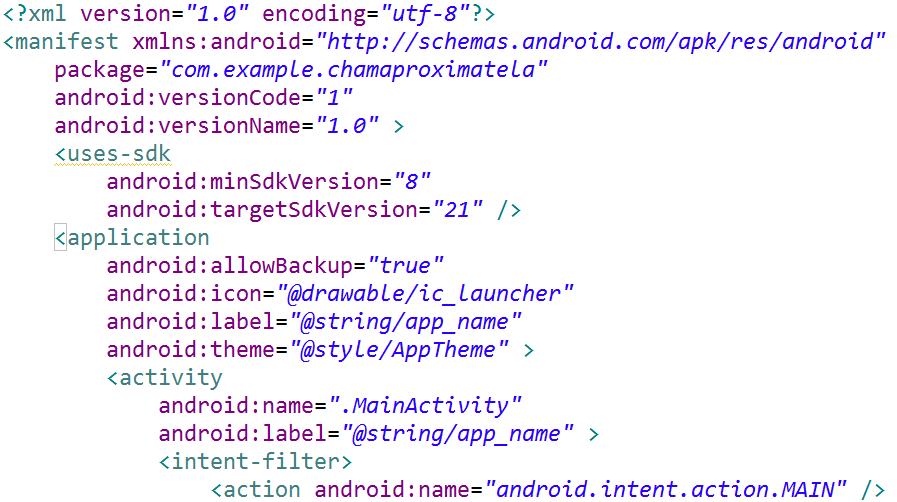 <?xml version="1.0" encoding="utf-8"?>
<manifest xmlns:android="http://schemas.android.com/apk/res/android"
package="com.example.chamaproximatela"
android:versionCode="1"
android:versionName="1.0" >
<uses-sdk
android:minSdkVersion="8"
android:targetSdkVersion="21" />
<application
android:allowBackup="true"
android:icon="@drawable/ic_launcher"
android:label="@string/app_name"
android:theme="@style/AppTheme" >
<activity
android:name=".MainActivity"
android:label="@string/app_name" >
<intent-filter>
<action android:name="android.intent.action.MAIN" />